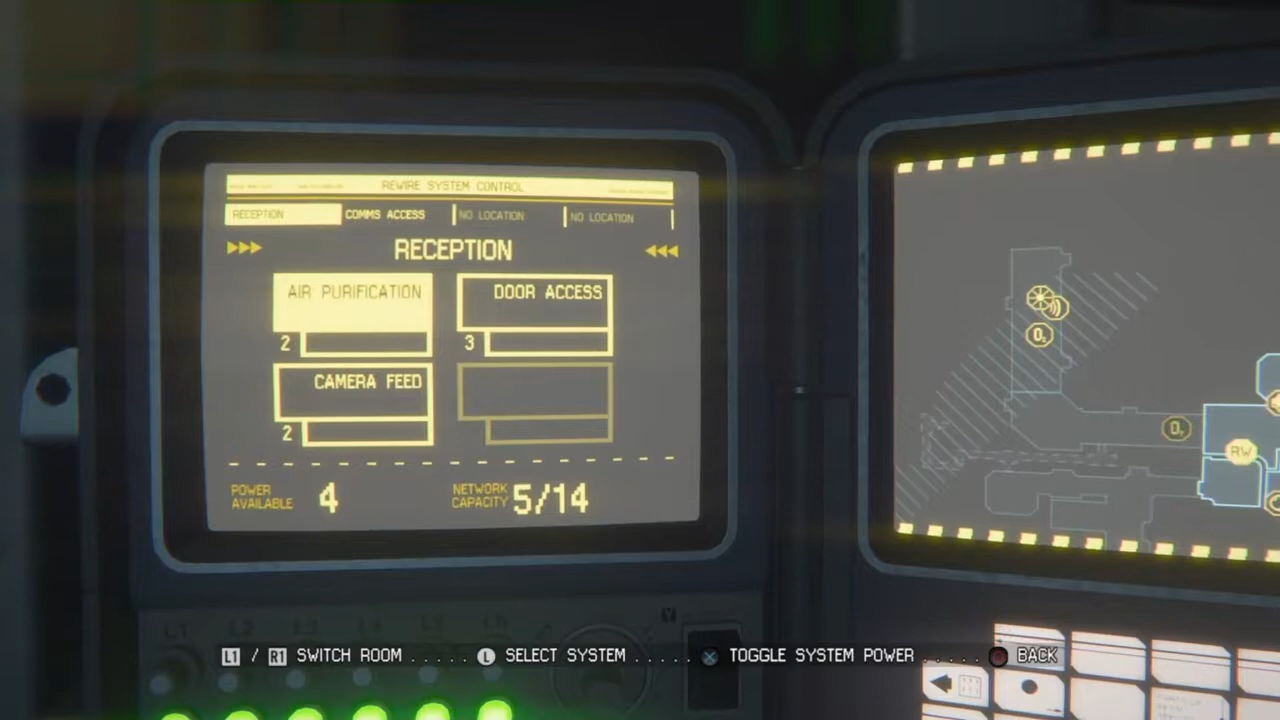 REWIRE SYSTEM CONTROL
RECEPTION COMMS ACCESS NO LOCATION NO LOCATION
RECEPTION
AIR PURIFICATION DOOR ACCESS
2 3
CAMERA FEED
2
POWER AVAILABLE 4 NETWORK CAPACITY 5/14
O₂
O₂
RW
L1 / R1 SWITCH ROOM ..... L SELECT SYSTEM ..... X TOGGLE SYSTEM POWER ..... BACK